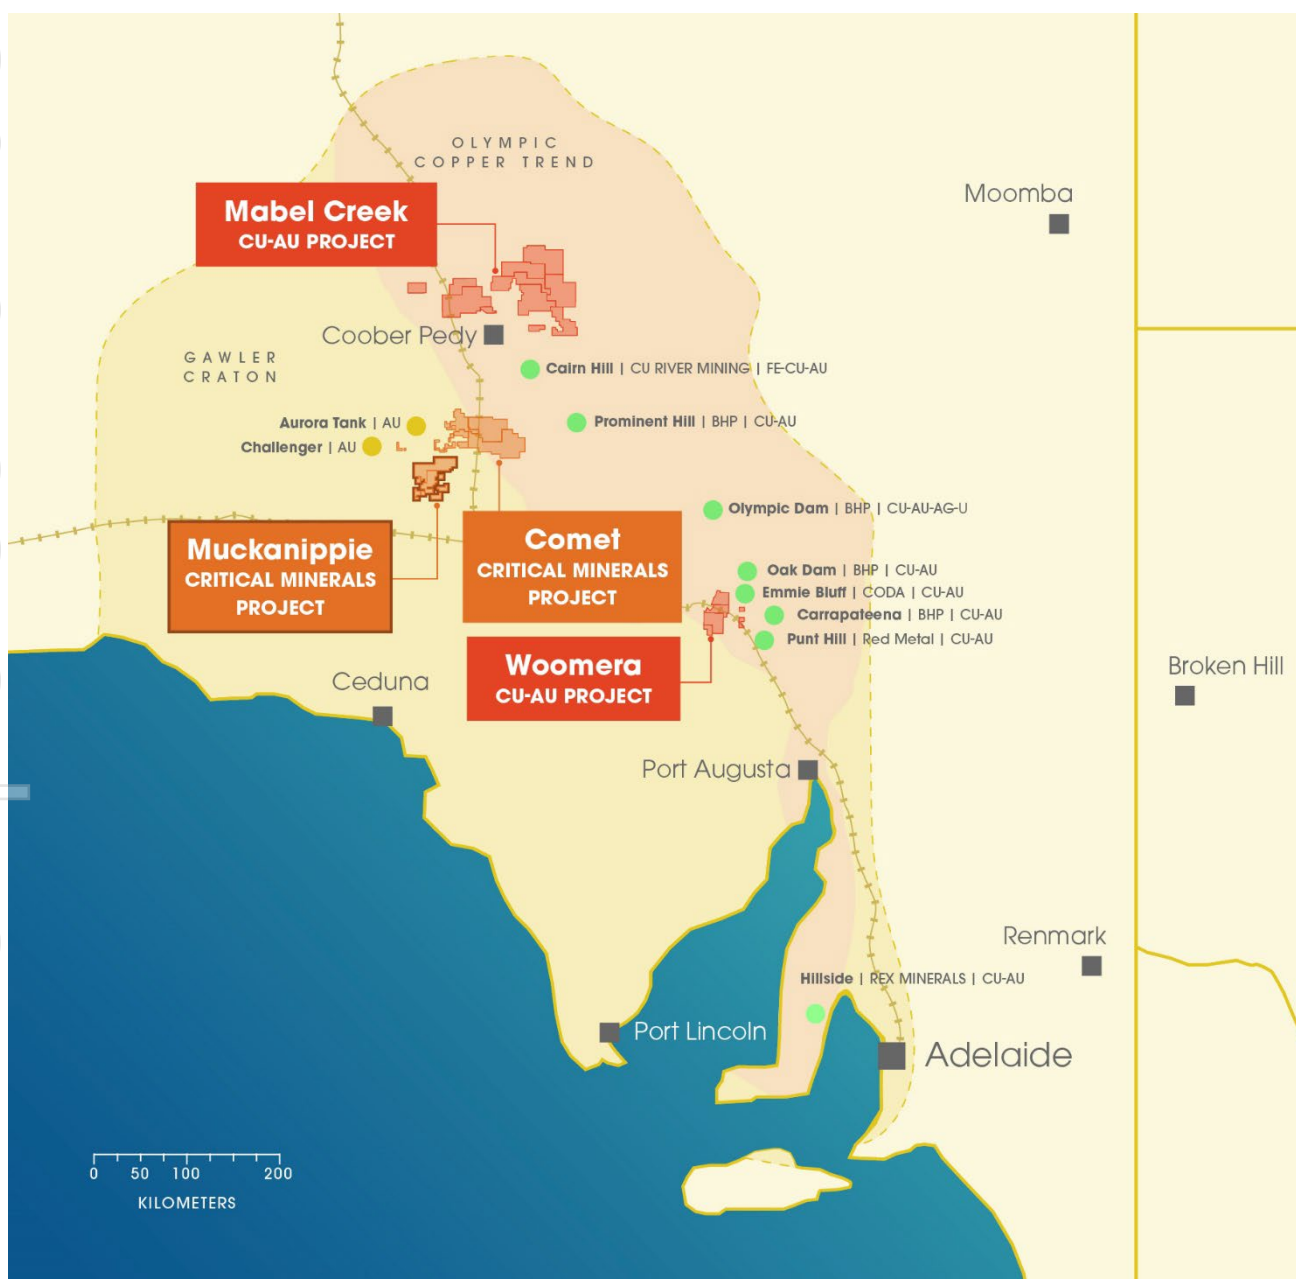 OLYMPIC
COPPER TREND
Moomba
Mabel Creek
CU-AU PROJECT
Coober Pedy
GAWLER
CRATON
Cairn Hill | CU RIVER MINING | FE-CU-AU
Aurora Tank | AU
Prominent Hill | BHP | CU-AU
Challenger | AU
Olympic Dam | BHP | CU-AU-AG-U
Muckanippie
CRITICAL MINERALS
PROJECT
Comet
CRITICAL MINERALS
PROJECT
Oak Dam | BHP | CU-AU
Emmie Bluff | CODA | CU-AU
Carrapateena | BHP | CU-AU
Punt Hill | Red Metal | CU-AU
Woomera
CU-AU PROJECT
Broken Hill
Ceduna
Port Augusta
Renmark
Hillside | REX MINERALS | CU-AU
Port Lincoln
Adelaide
0 50 100 200
KILOMETERS